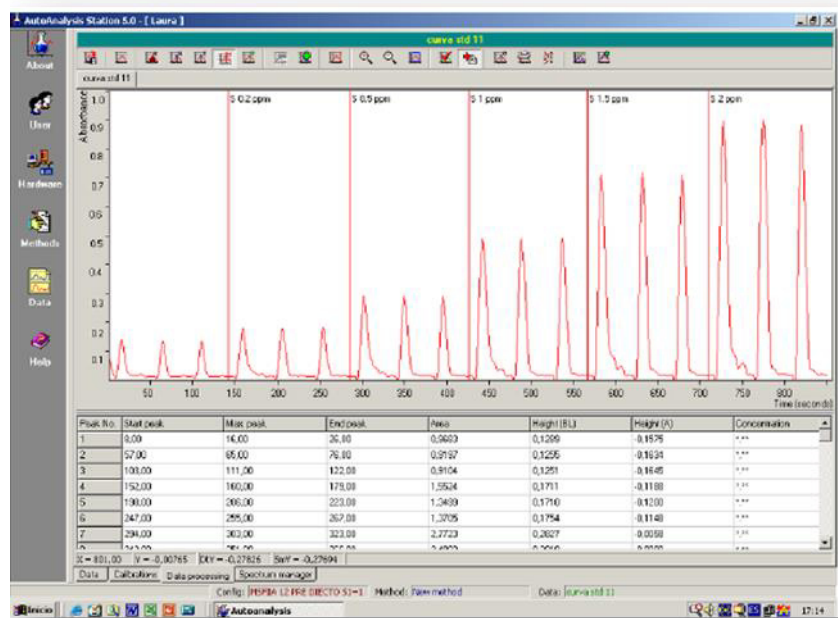 AutoAnalysis Station 5.0 - [ Laura ]
curva std 11
About
User
Hardware
Methods
Data
Help
curva std 11
Absorbance
1.0
0.9
0.8
0.7
0.6
0.5
0.4
0.3
0.2
0.1
S 0.2 ppm
S 0.5 ppm
S 1 ppm
S 1.5 ppm
S 2 ppm
50 100 150 200 250 300 350 400 450 500 550 600 650 700 750 800
Time (seconds)
Peak No. Start peak Max peak End peak Area Height (BL) Height (A) Concentration
1 8,00 16,00 26,00 0,9683 0,1289 -0,1575
2 57,00 65,00 76,00 0,9197 0,1255 -0,1634
3 103,00 111,00 122,00 0,9104 0,1251 -0,1645
4 152,00 160,00 179,00 1,5524 0,1711 -0,1188
5 198,00 206,00 223,00 1,3499 0,1710 -0,1200
6 247,00 255,00 267,00 1,3705 0,1754 -0,1148
7 294,00 303,00 323,00 2,7723 0,2827 -0,0058
X = 801,00 Y = -0,00765 DtY = -0,27826 SmY = -0,27694
Data Calibrations Data processing Spectrum manager
Config: Method: New method Data: curva std 11
Inicio Autoanalysis 17:14